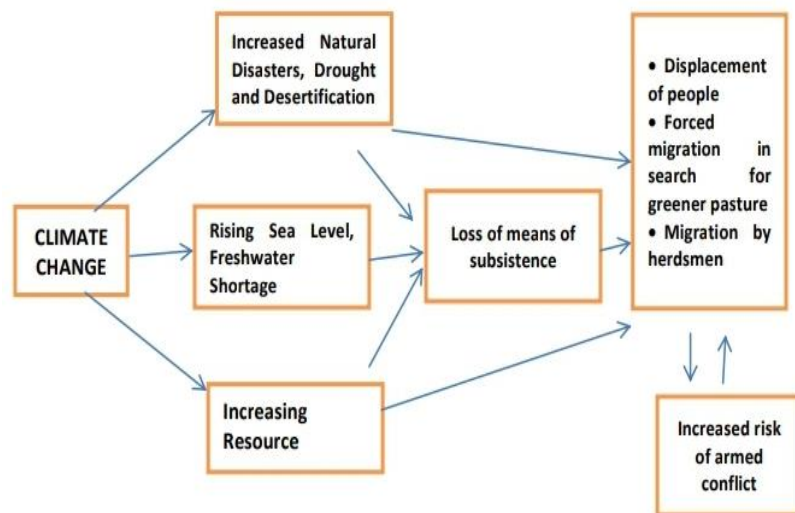 Increased Natural
Disasters, Drought
and Desertification
• Displacement
of people
• Forced
migration in
search for
greener pasture
• Migration by
herdsmen
CLIMATE
CHANGE
Rising Sea Level,
Freshwater
Shortage
Loss of means of
subsistence
Increasing
Resource
Increased risk
of armed
conflict